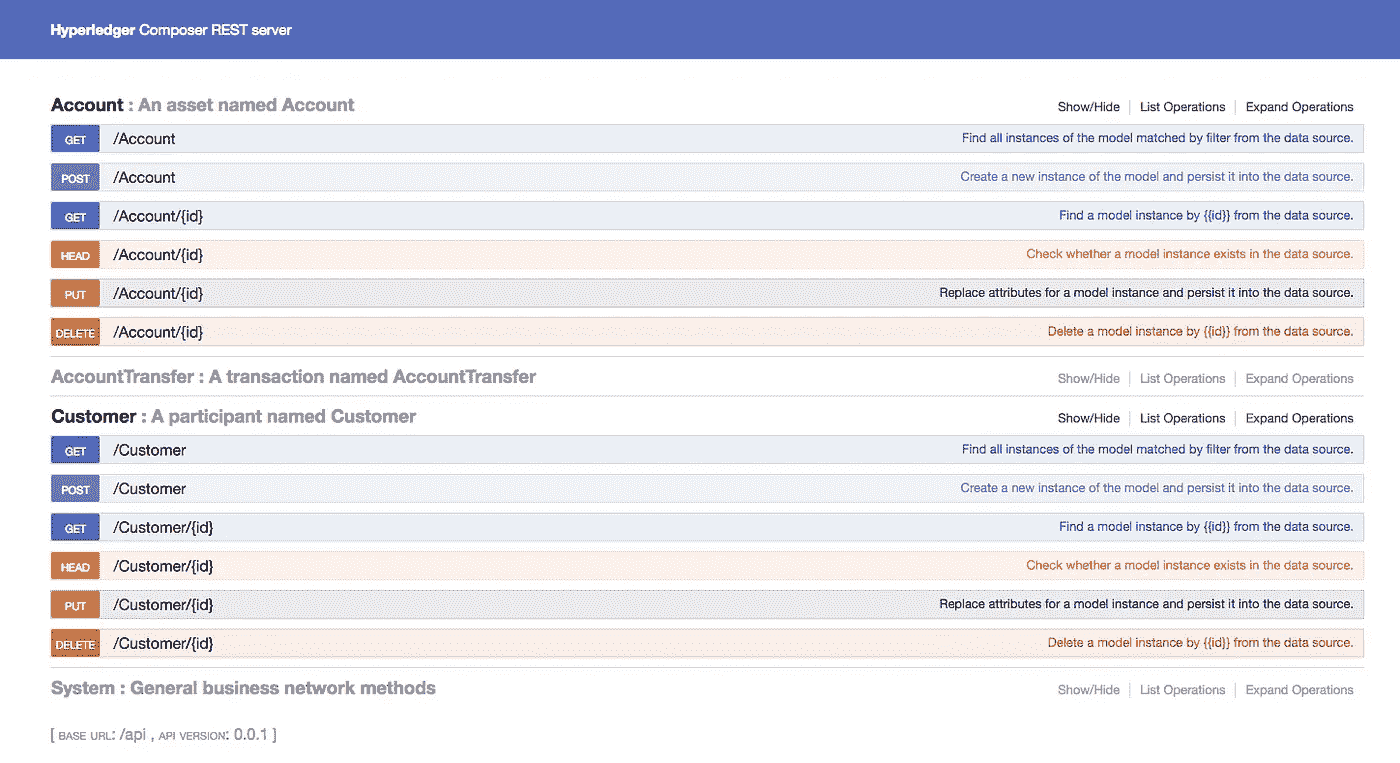 Hyperledger Composer REST server
Account : An asset named Account Show/Hide List Operations Expand Operations
GET /Account Find all instances of the model matched by filter from the data source.
POST /Account Create a new instance of the model and persist it into the data source.
GET /Account/{id} Find a model instance by {{id}} from the data source.
HEAD /Account/{id} Check whether a model instance exists in the data source.
PUT /Account/{id} Replace attributes for a model instance and persist it into the data source.
DELETE /Account/{id} Delete a model instance by {{id}} from the data source.
AccountTransfer : A transaction named AccountTransfer Show/Hide List Operations Expand Operations
Customer : A participant named Customer Show/Hide List Operations Expand Operations
GET /Customer Find all instances of the model matched by filter from the data source.
POST /Customer Create a new instance of the model and persist it into the data source.
GET /Customer/{id} Find a model instance by {{id}} from the data source.
HEAD /Customer/{id} Check whether a model instance exists in the data source.
PUT /Customer/{id} Replace attributes for a model instance and persist it into the data source.
DELETE /Customer/{id} Delete a model instance by {{id}} from the data source.
System : General business network methods Show/Hide List Operations Expand Operations
[ BASE URL: /api , API VERSION: 0.0.1 ]